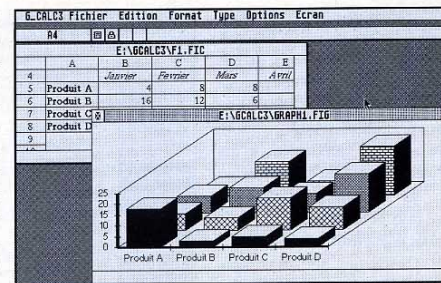 G_CALC3 Fichier Edition Format Type Options Ecran
A4
E:\GCALC3\F1.FIC
A B C D E
4 Janvier Fevrier Mars Avril
5 Produit A 4 8 8
6 Produit B 16 12 6
7 Produit C
8 Produit D
9
E:\GCALC3\GRAPH1.FIG
25
20
15
10
5
0
Produit A Produit B Produit C Produit D